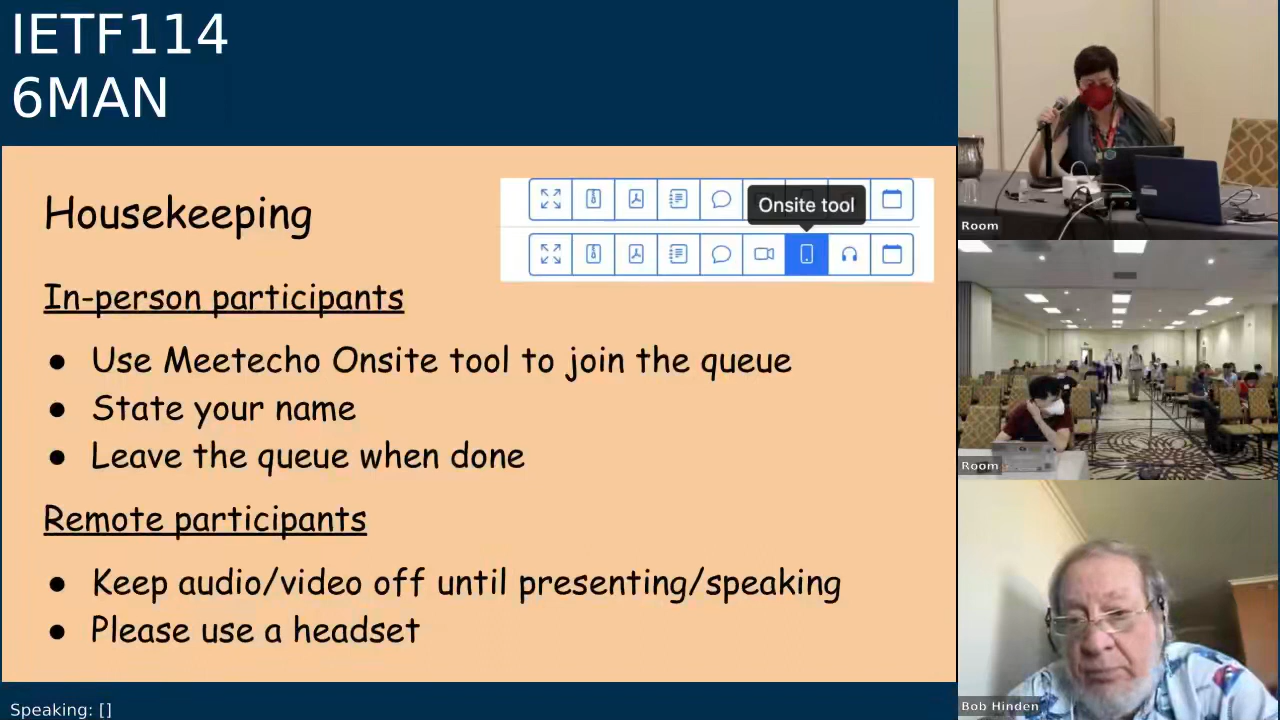 IETF114
6MAN
Housekeeping
Onsite tool
In-person participants
● Use Meetecho Onsite tool to join the queue
● State your name
● Leave the queue when done
Remote participants
● Keep audio/video off until presenting/speaking
● Please use a headset
Speaking: []
Room
Room
Bob Hinden